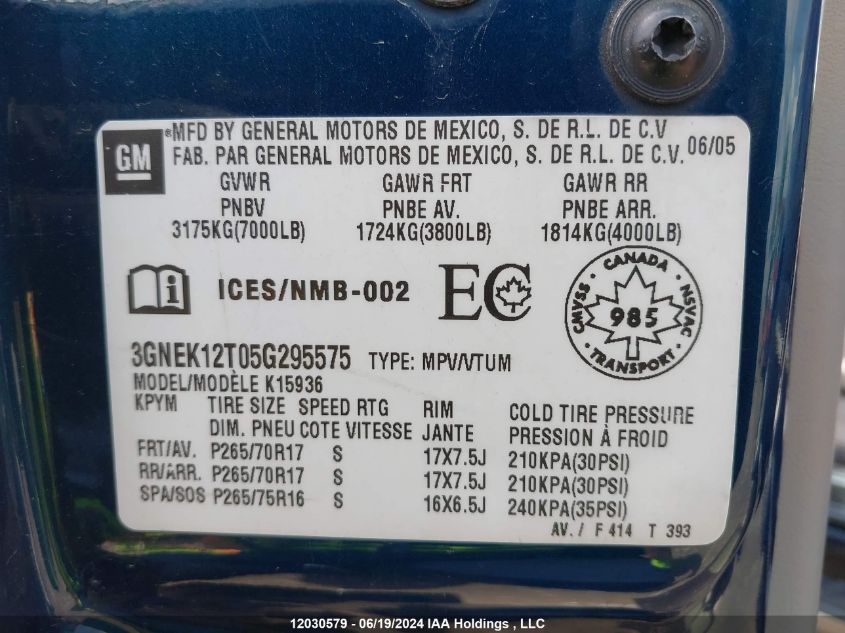 GM
®MFD BY GENERAL MOTORS DE MEXICO, S. DE R.L. DE C.V
FAB. PAR GENERAL MOTORS DE MEXICO, S. DE R.L. DE C.V. 06/05
GVWR GAWR FRT GAWR RR
PNBV PNBE AV. PNBE ARR.
3175KG(7000LB) 1724KG(3800LB) 1814KG(4000LB)
i ICES/NMB-002 EC
CANADA
CMVSS 985 NSVAC
TRANSPORT
3GNEK12T05G295575 TYPE: MPV/VTUM
MODEL/MODÈLE K15936
KPYM TIRE SIZE SPEED RTG RIM COLD TIRE PRESSURE
DIM. PNEU COTE VITESSE JANTE PRESSION À FROID
FRT/AV. P265/70R17 S 17X7.5J 210KPA(30PSI)
RR/ARR. P265/70R17 S 17X7.5J 210KPA(30PSI)
SPA/SOS P265/75R16 S 16X6.5J 240KPA(35PSI)
AV./ F 414 T 393
12030579 - 06/19/2024 IAA Holdings , LLC